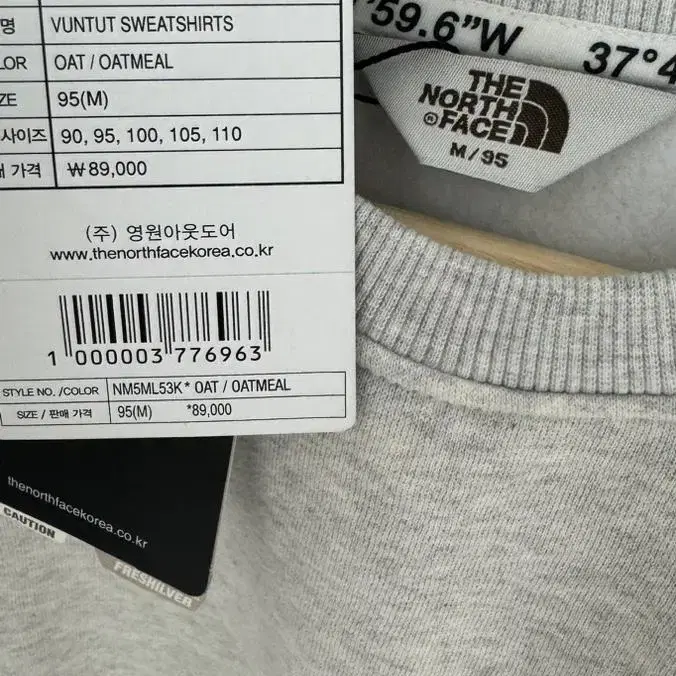 명 VUNTUT SWEATSHIRTS
LOR OAT / OATMEAL
ZE 95(M)
사이즈 90, 95, 100, 105, 110
매 가격 ₩89,000
(주) 영원아웃도어
www.thenorthfacekorea.co.kr
1 000003 776963
STYLE NO. /COLOR NM5ML53K* OAT / OATMEAL
SIZE / 판매 가격 95(M) *89,000
thenorthfacekorea.co.kr
CAUTION
FRESHILVER
'59.6"W 37°4
THE
NORTH
®FACE
M/95